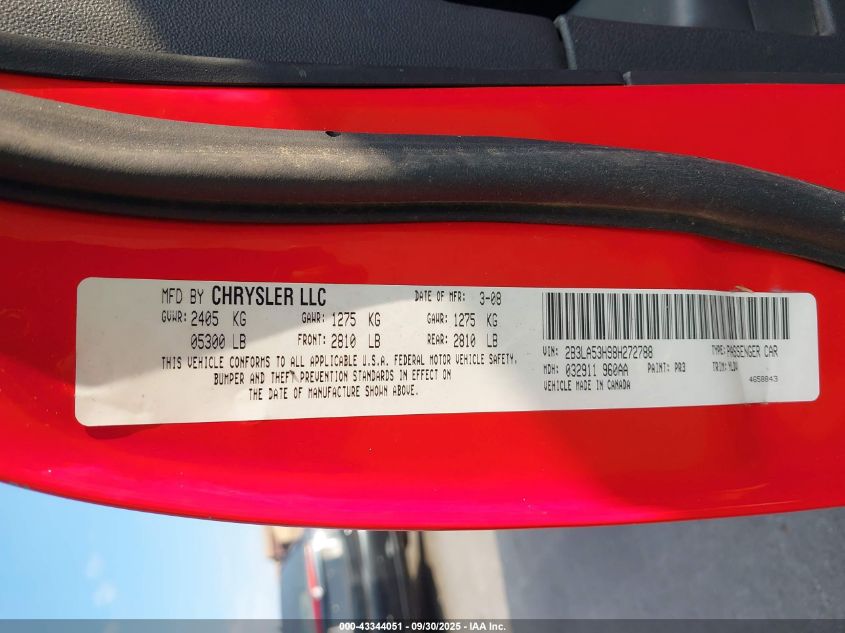 MFD BY CHRYSLER LLC DATE OF MFR: 3-08
GVWR: 2405 KG GAWR: 1275 KG GAWR: 1275 KG
05300 LB FRONT: 2810 LB REAR: 2810 LB
THIS VEHICLE CONFORMS TO ALL APPLICABLE U.S.A. FEDERAL MOTOR VEHICLE SAFETY,
BUMPER AND THEFT PREVENTION STANDARDS IN EFFECT ON
THE DATE OF MANUFACTURE SHOWN ABOVE.
VIN: 2B3LA53H98H272788 TYPE: PASSENGER CAR
MDH: 032911 960AA PAINT: PR3 TRIM:
VEHICLE MADE IN CANADA 4658843
000-43344051 - 09/30/2025 - IAA Inc.